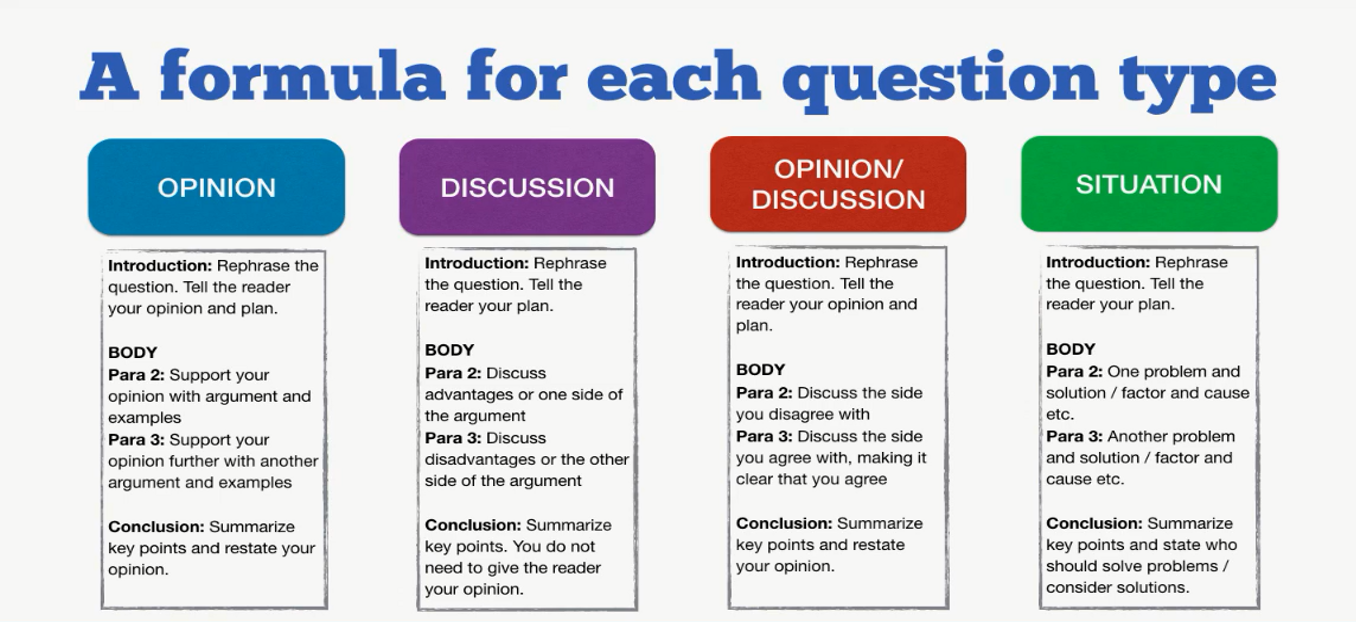 A formula for each question type
OPINION
Introduction: Rephrase the
question. Tell the reader
your opinion and plan.
BODY
Para 2: Support your
opinion with argument and
examples
Para 3: Support your
opinion further with another
argument and examples
Conclusion: Summarize
key points and restate your
opinion.
DISCUSSION
Introduction: Rephrase
the question. Tell the
reader your plan.
BODY
Para 2: Discuss
advantages or one side of
the argument
Para 3: Discuss
disadvantages or the other
side of the argument
Conclusion: Summarize
key points. You do not
need to give the reader
your opinion.
OPINION/
DISCUSSION
Introduction: Rephrase
the question. Tell the
reader your opinion and
plan.
BODY
Para 2: Discuss the side
you disagree with
Para 3: Discuss the side
you agree with, making it
clear that you agree
Conclusion: Summarize
key points and restate
your opinion.
SITUATION
Introduction: Rephrase
the question. Tell the
reader your plan.
BODY
Para 2: One problem and
solution / factor and cause
etc.
Para 3: Another problem
and solution / factor and
cause etc.
Conclusion: Summarize
key points and state who
should solve problems /
consider solutions.